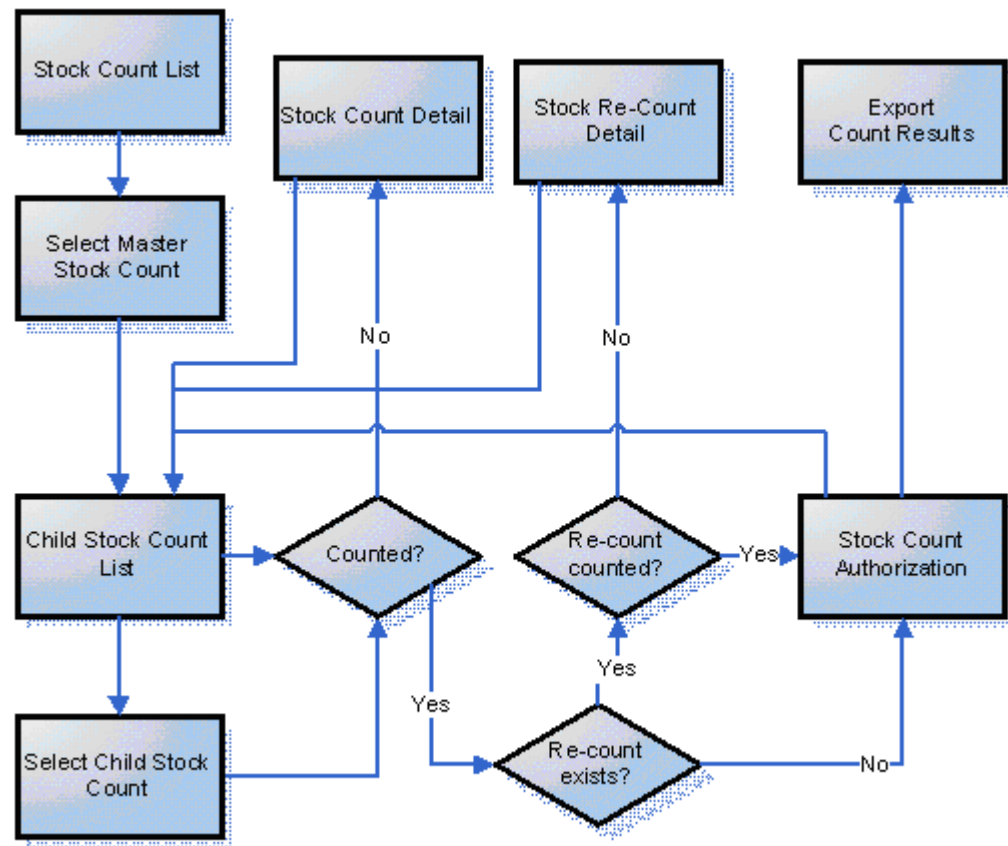 Stock Count List
Stock Count Detail
Stock Re-Count
Detail
Export
Count Results
Select Master
Stock Count
No
No
Child Stock Count
List
Counted?
Re-count
counted?
Yes
Stock Count
Authorization
Yes
Yes
Select Child Stock
Count
Re-count
exists?
No